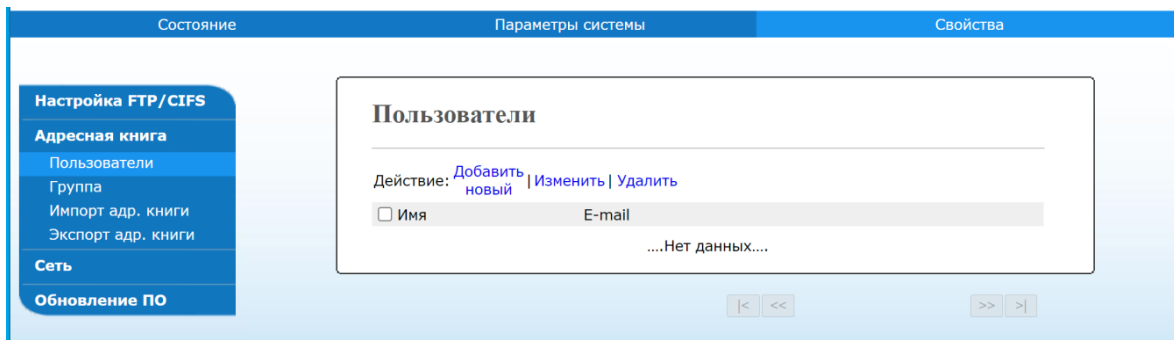 Состояние Параметры системы Свойства
Настройка FTP/CIFS
Адресная книга
Пользователи
Группа
Импорт адр. книги
Экспорт адр. книги
Сеть
Обновление ПО
Пользователи
Действие: Добавить новый | Изменить | Удалить
Имя E-mail
....Нет данных....
|< << >> >|